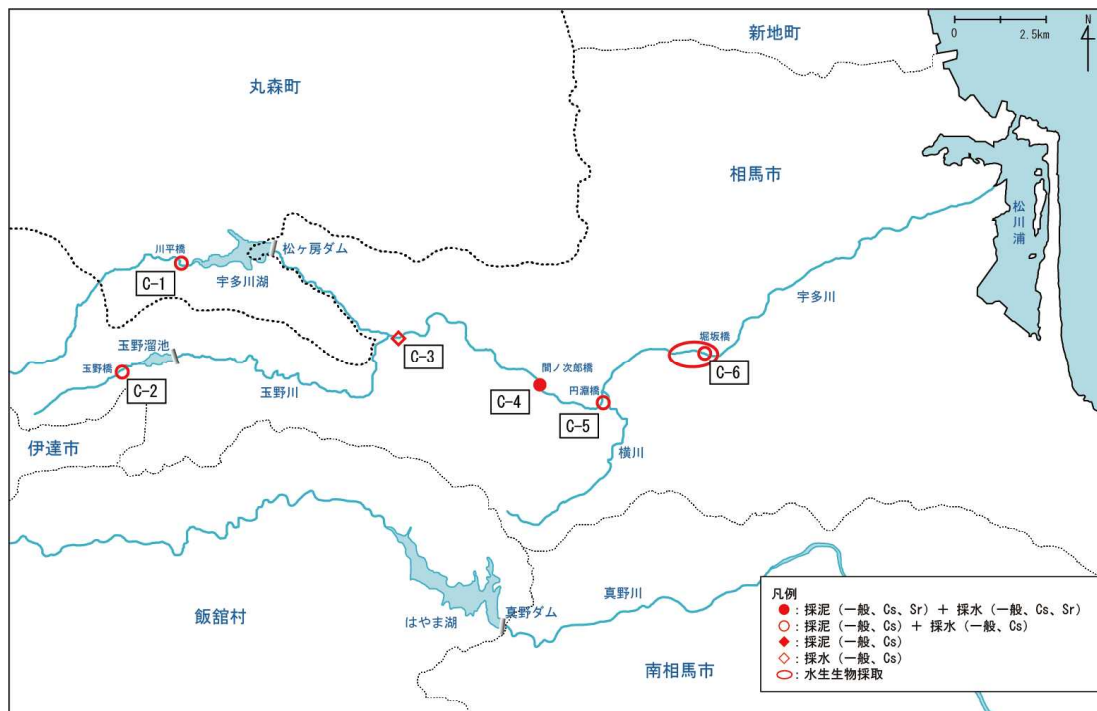 新地町
N
0 2.5km
丸森町
相馬市
松川浦
川平橋
松ヶ房ダム
C-1
宇多川湖
宇多川
玉野溜池
堀坂橋
玉野橋
C-3
C-6
C-2
間ノ次郎橋
玉野川
C-4
円淵橋
C-5
伊達市
横川
飯舘村
はやま湖
真野ダム
真野川
南相馬市
凡例
:採泥(一般、Cs、Sr)+ 採水(一般、Cs、Sr)
:採泥(一般、Cs)+ 採水(一般、Cs)
:採泥(一般、Cs)
:採水(一般、Cs)
:水生生物採取